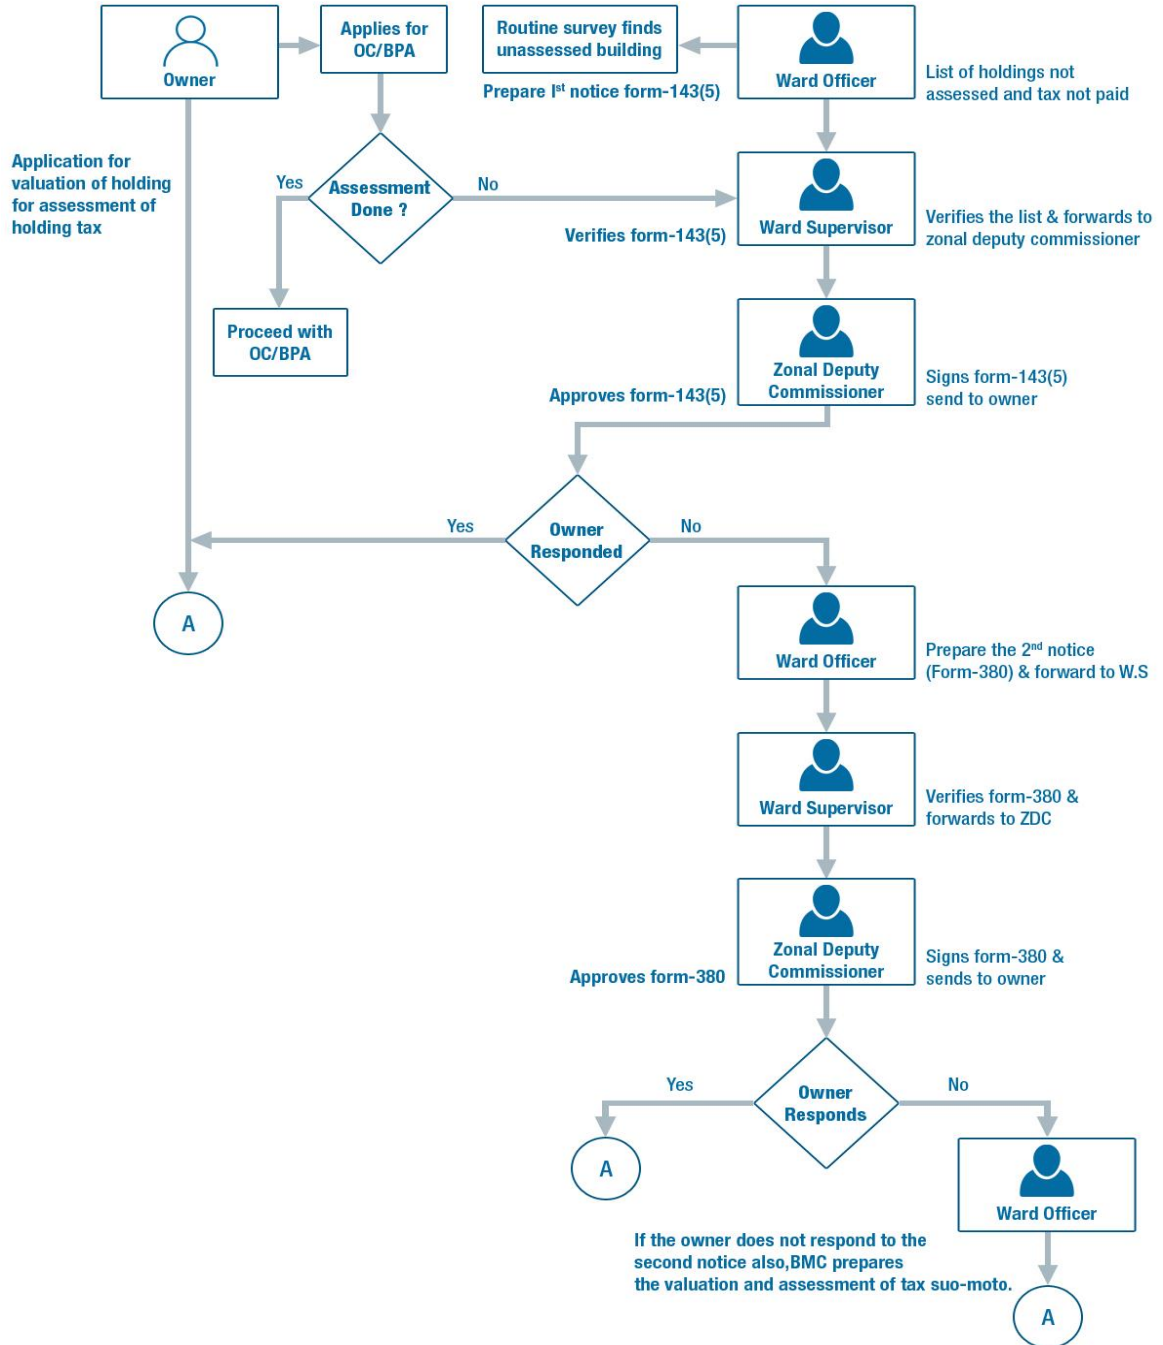 Owner
Applies for
OC/BPA
Routine survey finds
unassessed building
Prepare Ist notice form-143(5)
Ward Officer
List of holdings not
assessed and tax not paid
Application for
valuation of holding
for assessment of
holding tax
Yes
Assessment
Done ?
No
Verifies form-143(5)
Ward Supervisor
Verifies the list & forwards to
zonal deputy commissioner
Proceed with
OC/BPA
Approves form-143(5)
Zonal Deputy
Commissioner
Signs form-143(5)
send to owner
Yes
Owner
Responded
No
A
Ward Officer
Prepare the 2nd notice
(Form-380) & forward to W.S
Ward Supervisor
Verifies form-380 &
forwards to ZDC
Approves form-380
Zonal Deputy
Commissioner
Signs form-380 &
sends to owner
Yes
Owner
Responds
No
A
Ward Officer
If the owner does not respond to the
second notice also,BMC prepares
the valuation and assessment of tax suo-moto.
A